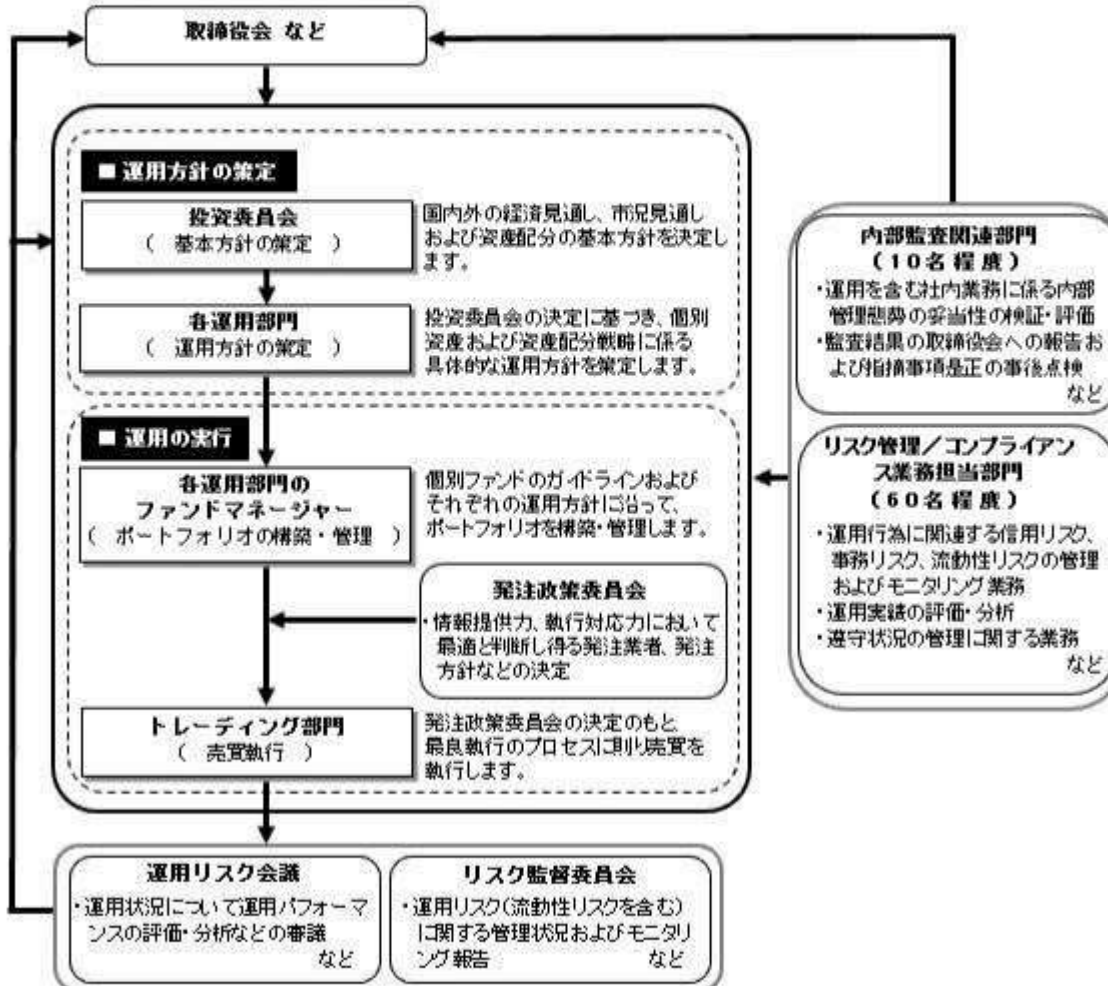 取締役会 など
■ 運用方針の策定
投資委員会
( 基本方針の策定 )
国内外の経済見通し、市況見通し
および資産配分の基本方針を決定し
ます。
各運用部門
( 運用方針の策定 )
投資委員会の決定に基づき、個別
資産および資産配分戦略に係る
具体的な運用方針を策定します。
■ 運用の実行
各運用部門の
ファンドマネージャー
( ポートフォリオの構築・管理 )
個別ファンドのガイドラインおよび
それぞれの運用方針に沿って、
ポートフォリオを構築・管理します。
発注政策委員会
・情報提供力、執行対応力において
最適と判断し得る発注業者、発注
方針などの決定
トレーディング部門
( 売買執行 )
発注政策委員会の決定のもと、
最良執行のプロセスに則り売買を
執行します。
内部監査関連部門
(10名程度)
・運用を含む社内業務に係る内部
管理態勢の妥当性の検証・評価
・監査結果の取締役会への報告お
よび指摘事項是正の事後点検
など
リスク管理/コンプライアン
ス業務担当部門
(60名程度)
・運用行為に関連する信用リスク、
事務リスク、流動性リスクの管理
およびモニタリング業務
・運用実績の評価・分析
・遵守状況の管理に関する業務
など
運用リスク会議
・運用状況について運用パフォーマ
ンスの評価・分析などの審議
など
リスク監督委員会
・運用リスク(流動性リスクを含む)
に関する管理状況およびモニタリ
ング報告 など